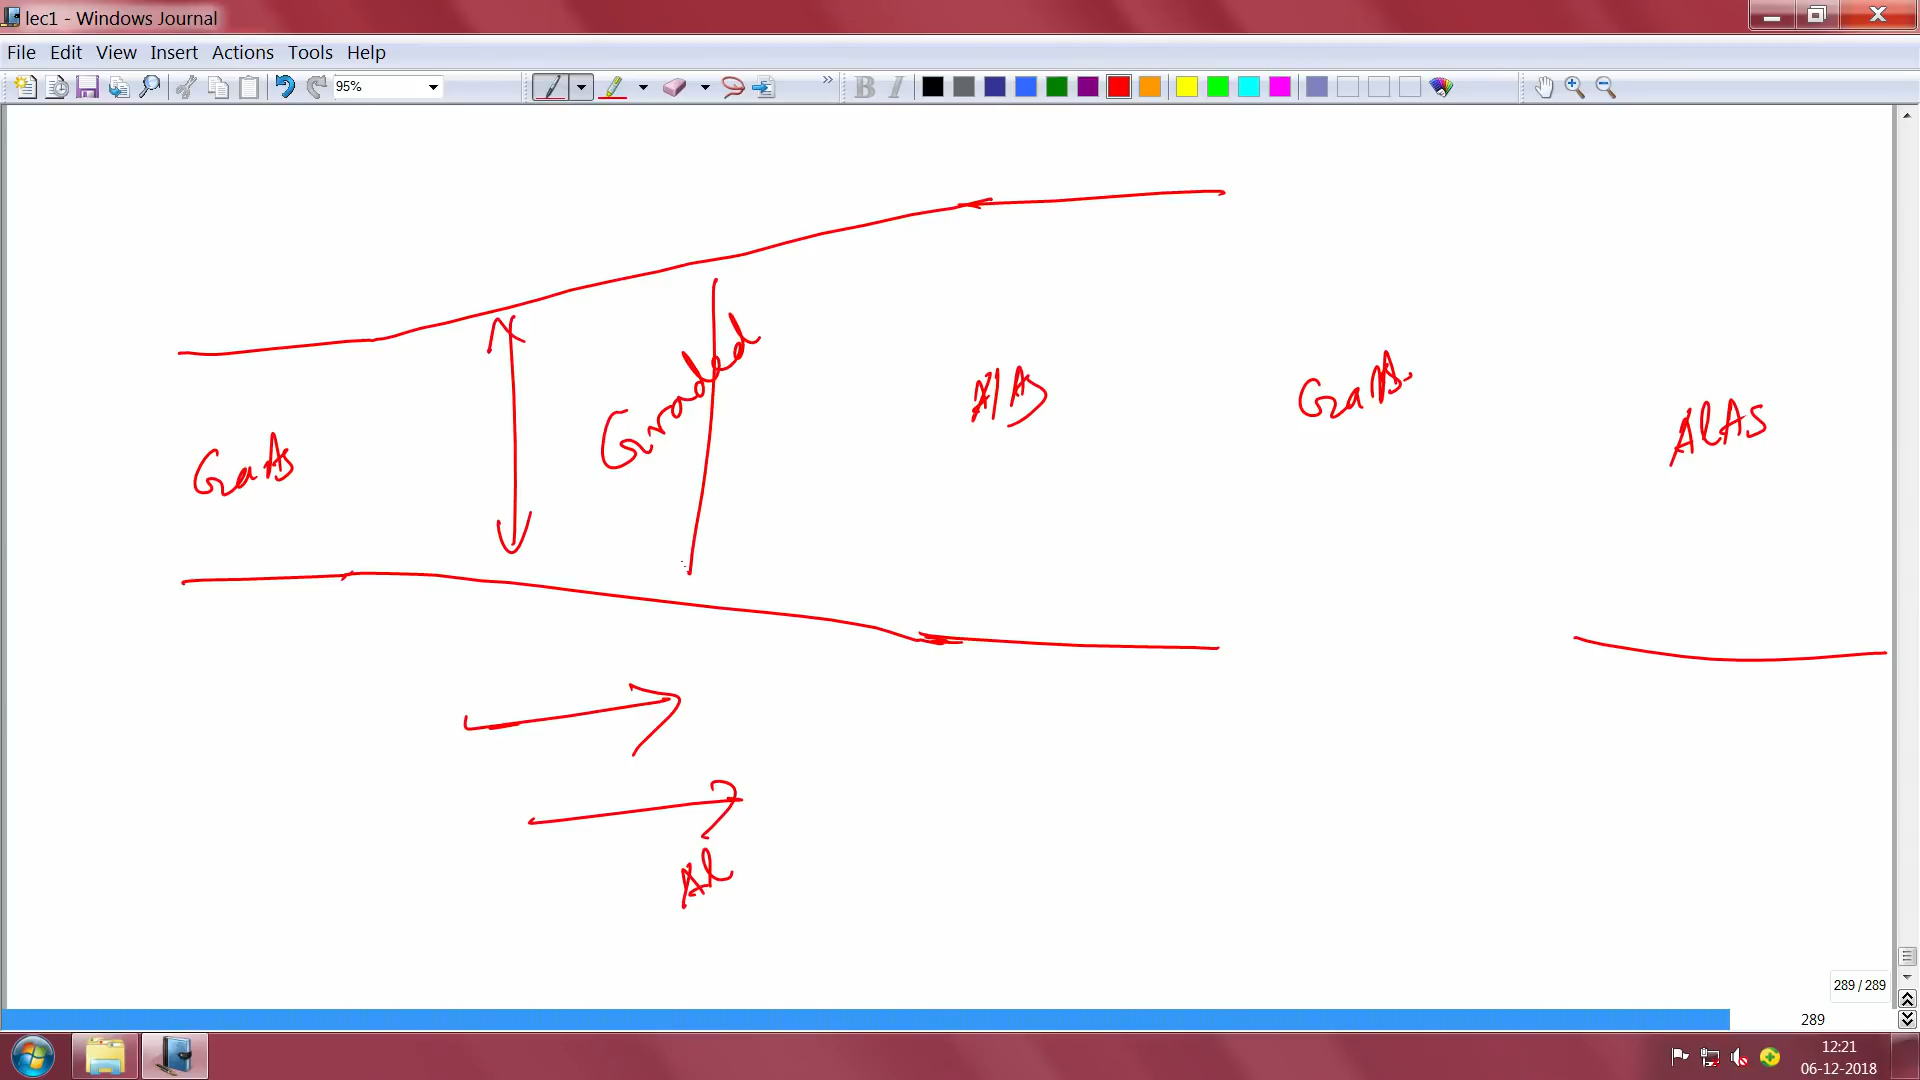 lec1 - Windows Journal
File Edit View Insert Actions Tools Help
95%
B I
Graded
AlAs
GaAs
AlAs
GaAs
Al
289 / 289
289
12:21
06-12-2018